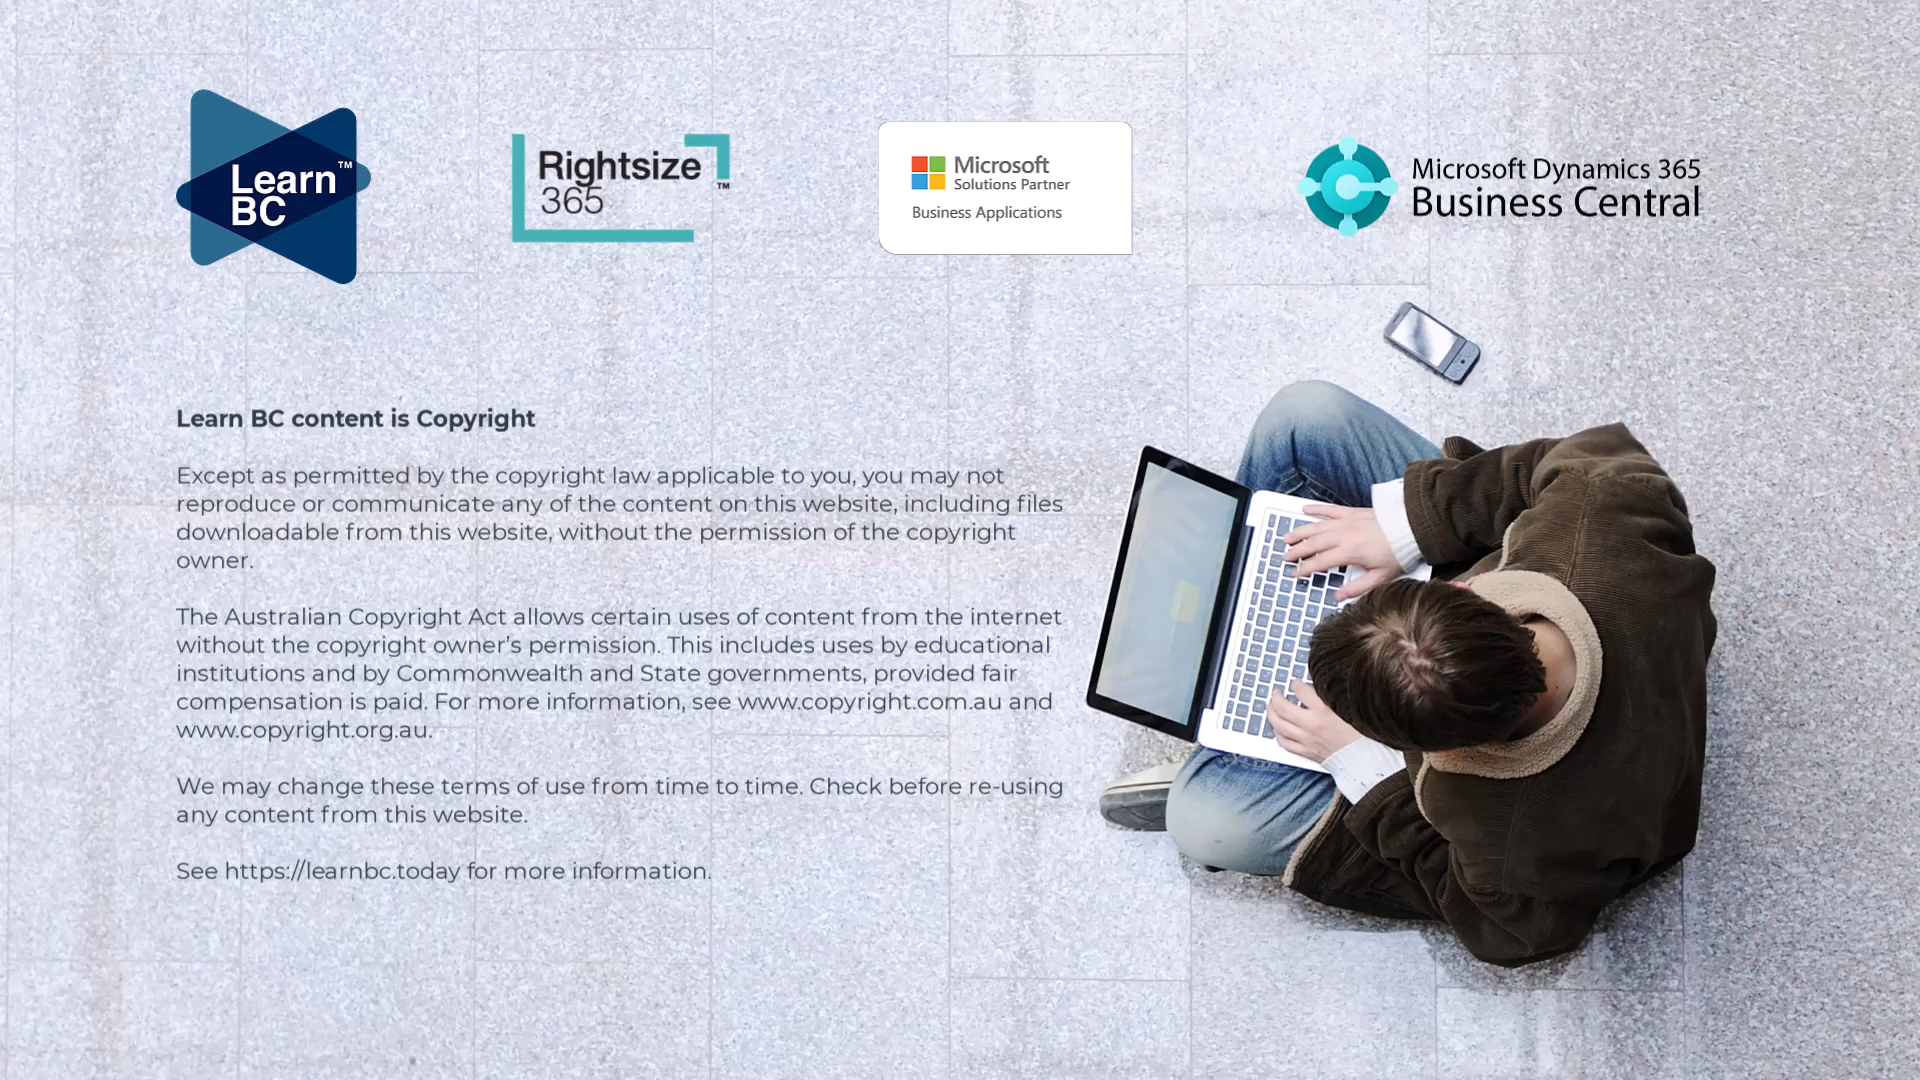 Learn™
BC
Rightsize
365™
Microsoft
Solutions Partner
Business Applications
Microsoft Dynamics 365
Business Central
Learn BC content is Copyright
Except as permitted by the copyright law applicable to you, you may not
reproduce or communicate any of the content on this website, including files
downloadable from this website, without the permission of the copyright
owner.
The Australian Copyright Act allows certain uses of content from the internet
without the copyright owner’s permission. This includes uses by educational
institutions and by Commonwealth and State governments, provided fair
compensation is paid. For more information, see www.copyright.com.au and
www.copyright.org.au.
We may change these terms of use from time to time. Check before re-using
any content from this website.
See https://learnbc.today for more information.